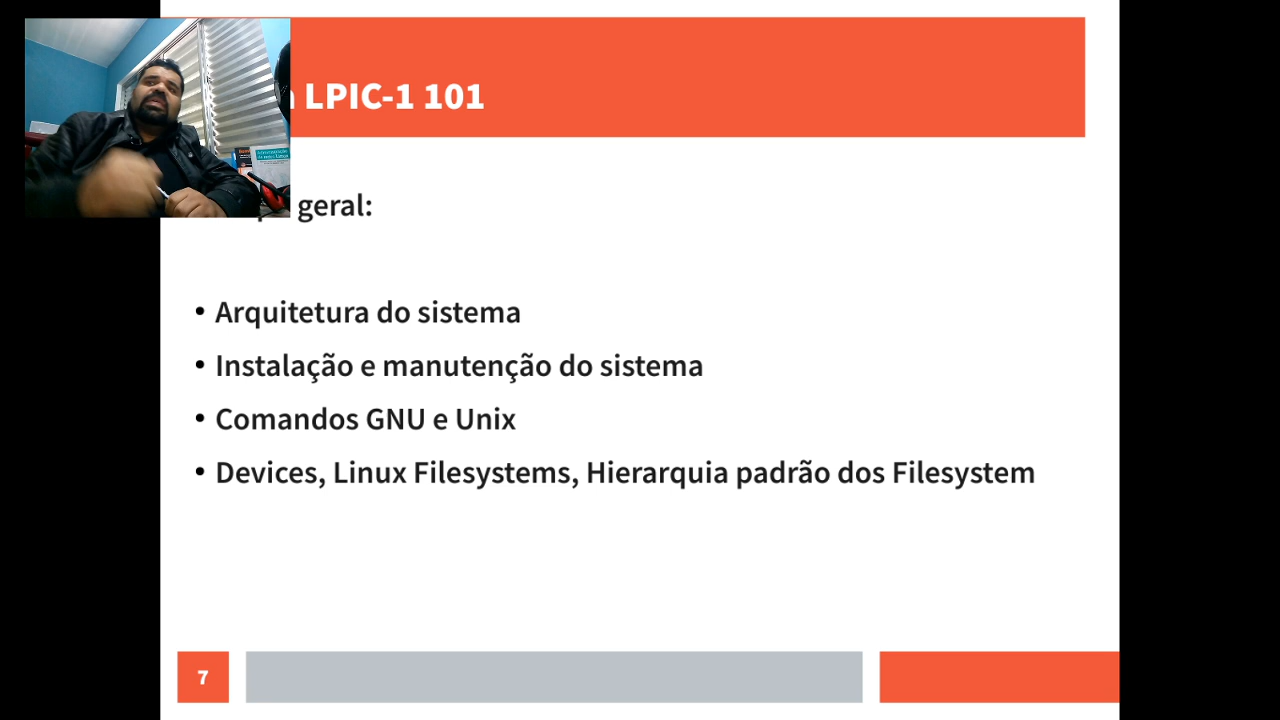 LPIC-1 101
geral:
• Arquitetura do sistema
• Instalação e manutenção do sistema
• Comandos GNU e Unix
• Devices, Linux Filesystems, Hierarquia padrão dos Filesystem
7